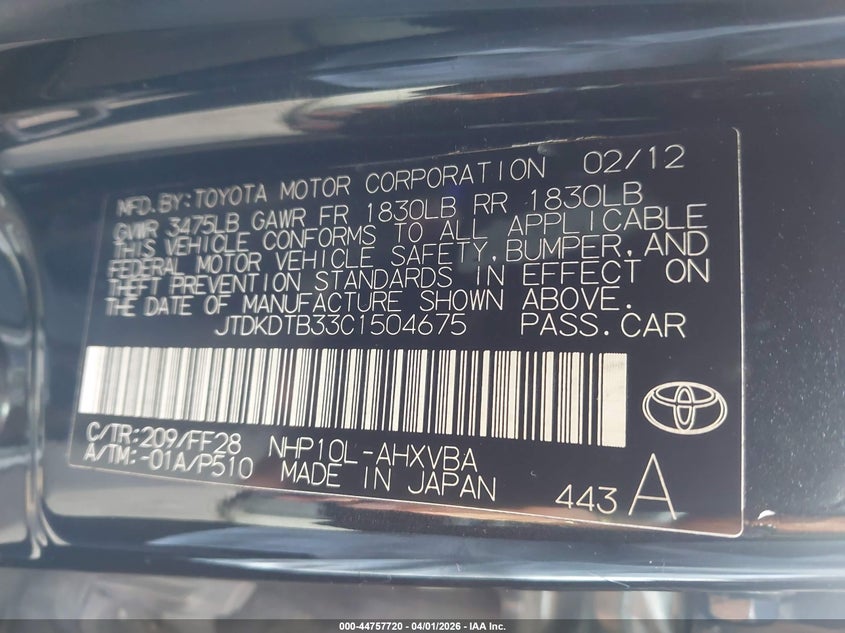 MFD. BY: TOYOTA MOTOR CORPORATION 02/12
GVWR 3475LB GAWR FR 1830LB RR 1830LB
THIS VEHICLE CONFORMS TO ALL APPLICABLE
FEDERAL MOTOR VEHICLE SAFETY, BUMPER, AND
THEFT PREVENTION STANDARDS IN EFFECT ON
THE DATE OF MANUFACTURE SHOWN ABOVE.
JTDKDTB33C1504675 PASS. CAR
C/TR: 209/FF28 NHP10L-AHXVBA
A/TM: -01A/P510 MADE IN JAPAN
443 A
000-44757720 - 04/01/2026 - IAA Inc.